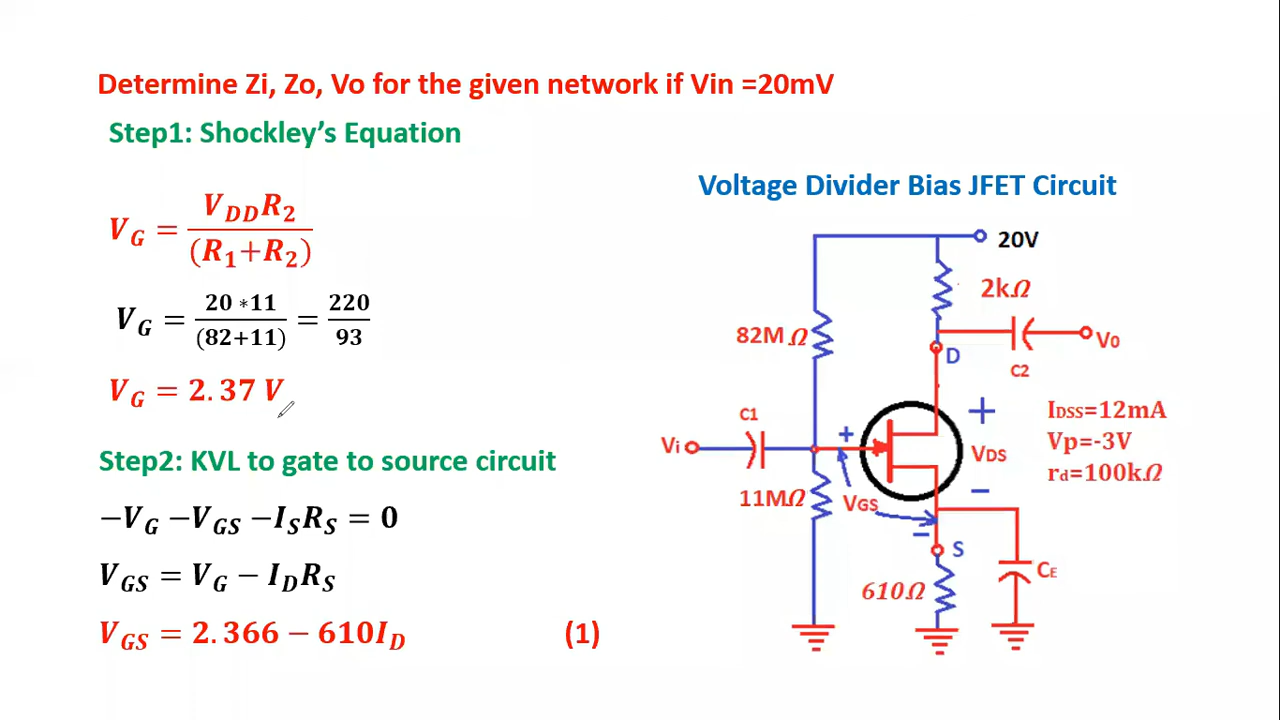 Determine Zi, Zo, Vo for the given network if Vin =20mV
Step1: Shockley's Equation
V_G = V_DD R_2 / (R_1+R_2)
V_G = 20 *11 / (82+11) = 220 / 93
V_G = 2.37 V
Step2: KVL to gate to source circuit
−V_G −V_GS −I_S R_S = 0
V_GS = V_G − I_D R_S
V_GS = 2.366 − 610I_D (1)
Voltage Divider Bias JFET Circuit
20V
2kΩ
82MΩ
V0
D
C2
C1
+
+
IDSS=12mA
Vi
VDS
Vp=-3V
rd=100kΩ
11MΩ
VGS
−
−
S
CE
610Ω